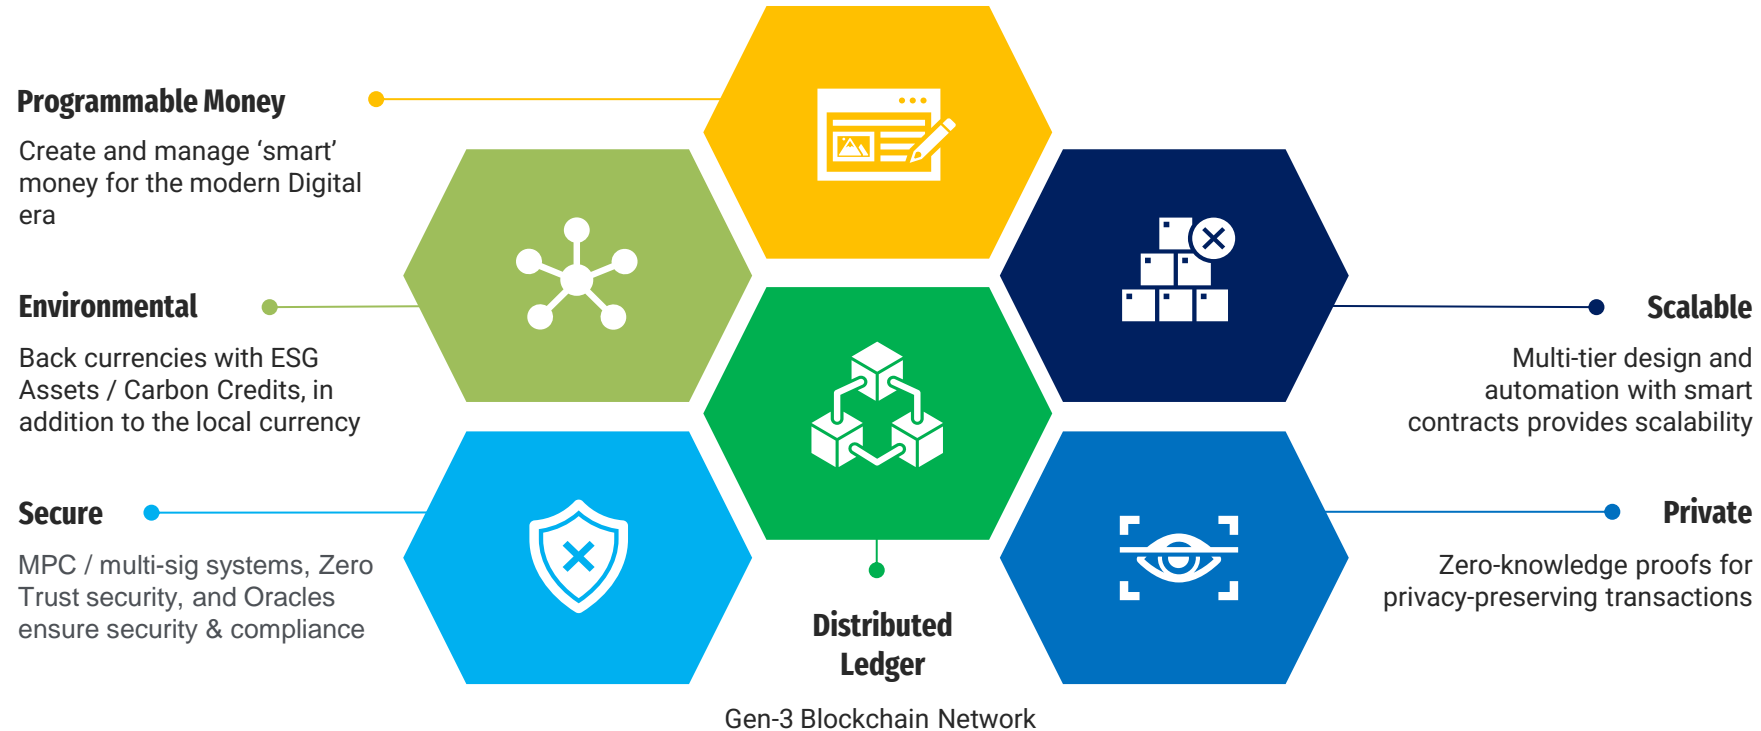 Programmable Money
Create and manage ‘smart’
money for the modern Digital
era
Environmental
Back currencies with ESG
Assets / Carbon Credits, in
addition to the local currency
Secure
MPC / multi-sig systems, Zero
Trust security, and Oracles
ensure security & compliance
Distributed
Ledger
Gen-3 Blockchain Network
Scalable
Multi-tier design and
automation with smart
contracts provides scalability
Private
Zero-knowledge proofs for
privacy-preserving transactions